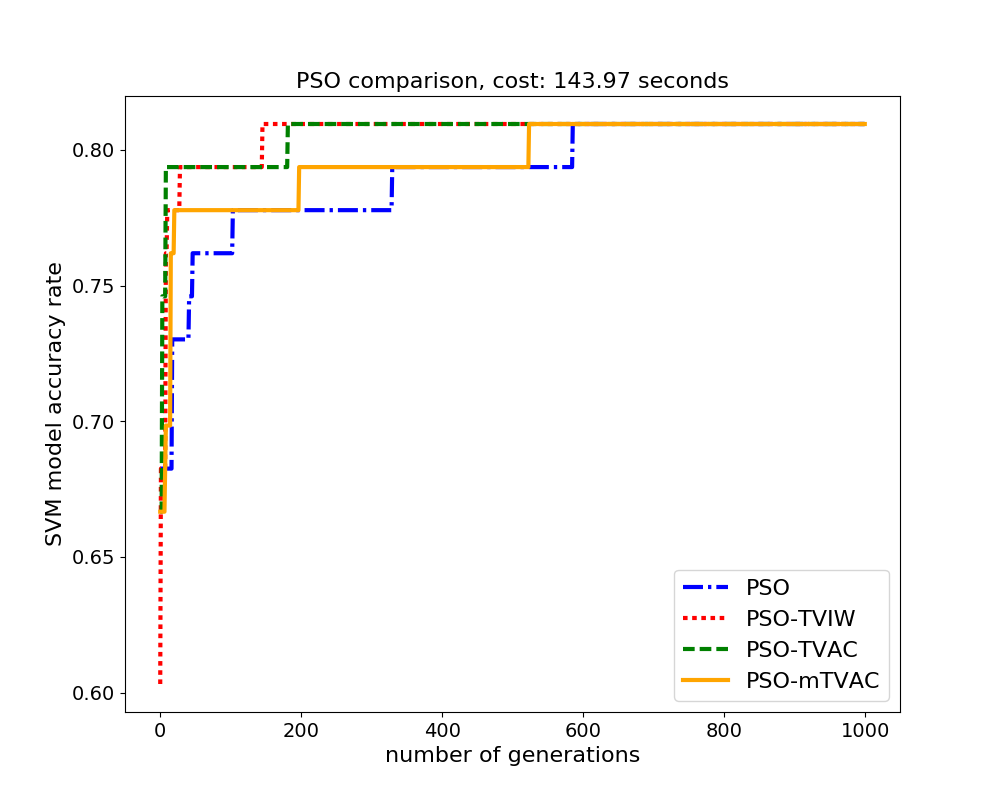 PSO comparison, cost: 143.97 seconds
SVM model accuracy rate
0.80
0.75
0.70
0.65
0.60
0
200
400
600
800
1000
number of generations
PSO
PSO-TVIW
PSO-TVAC
PSO-mTVAC